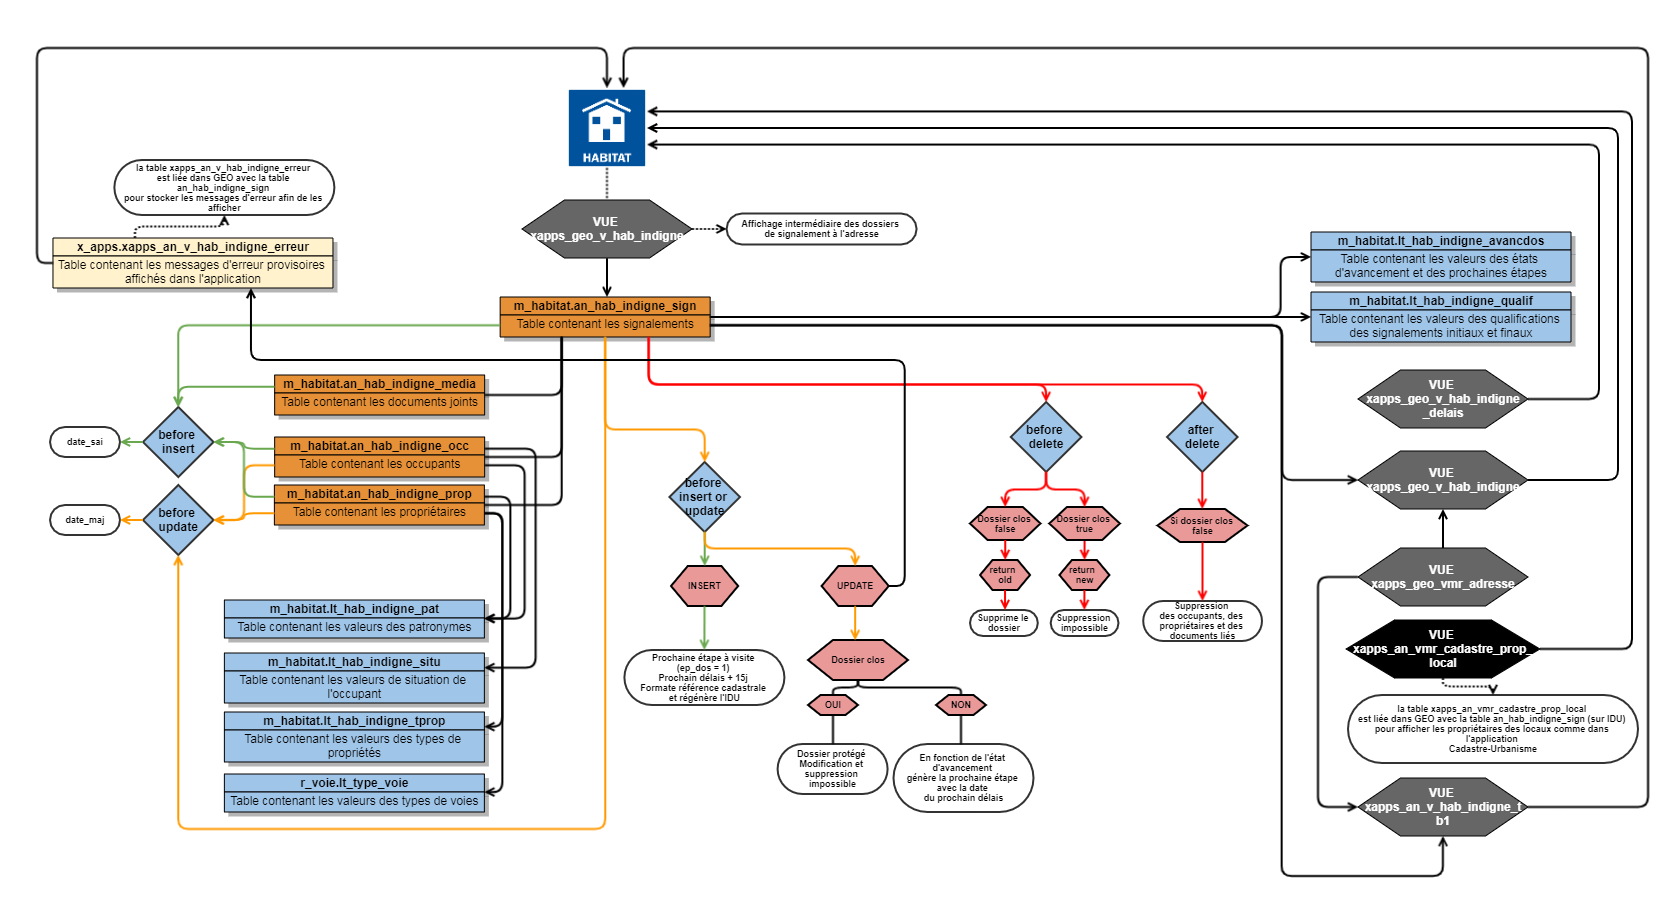 HABITAT
la table xapps_an_v_hab_indigne_erreur
est liée dans GEO avec la table
an_hab_indigne_sign
pour stocker les messages d'erreur afin de les
afficher
x_apps.xapps_an_v_hab_indigne_erreur
Table contenant les messages d'erreur provisoires
affichés dans l'application
VUE
xapps_geo_v_hab_indigne
Affichage intermédiaire des dossiers
de signalement à l'adresse
m_habitat.an_hab_indigne_sign
Table contenant les signalements
m_habitat.lt_hab_indigne_avancdos
Table contenant les valeurs des états
d'avancement et des prochaines étapes
m_habitat.lt_hab_indigne_qualif
Table contenant les valeurs des qualifications
des signalements initiaux et finaux
m_habitat.an_hab_indigne_media
Table contenant les documents joints
m_habitat.an_hab_indigne_occ
Table contenant les occupants
m_habitat.an_hab_indigne_prop
Table contenant les propriétaires
date_sai
before
insert
date_maj
before
update
m_habitat.lt_hab_indigne_pat
Table contenant les valeurs des patronymes
m_habitat.lt_hab_indigne_situ
Table contenant les valeurs de situation de
l'occupant
m_habitat.lt_hab_indigne_tprop
Table contenant les valeurs des types de
propriétés
r_voie.lt_type_voie
Table contenant les valeurs des types de voies
before
insert or
update
INSERT
UPDATE
Prochaine étape à visite
(ep_dos = 1)
Prochain délais + 15j
Formate référence cadastrale
et régénère l'IDU
Dossier clos
OUI
NON
Dossier protégé
Modification et
suppression
impossible
En fonction de l'état
d'avancement
génère la prochaine étape
avec la date
du prochain délais
before
delete
Dossier clos
false
Dossier clos
true
return
old
return
new
Supprime le
dossier
Suppression
impossible
after
delete
Si dossier clos
false
Suppression
des occupants, des
propriétaires et des
documents liés
VUE
xapps_geo_v_hab_indigne
_delais
VUE
xapps_geo_v_hab_indigne
VUE
xapps_geo_vmr_adresse
VUE
xapps_an_vmr_cadastre_prop_
local
la table xapps_an_vmr_cadastre_prop_local
est liée dans GEO avec la table an_hab_indigne_sign (sur IDU)
pour afficher les propriétaires des locaux comme dans
l'application
Cadastre-Urbanisme
VUE
xapps_an_v_hab_indigne_t
b1